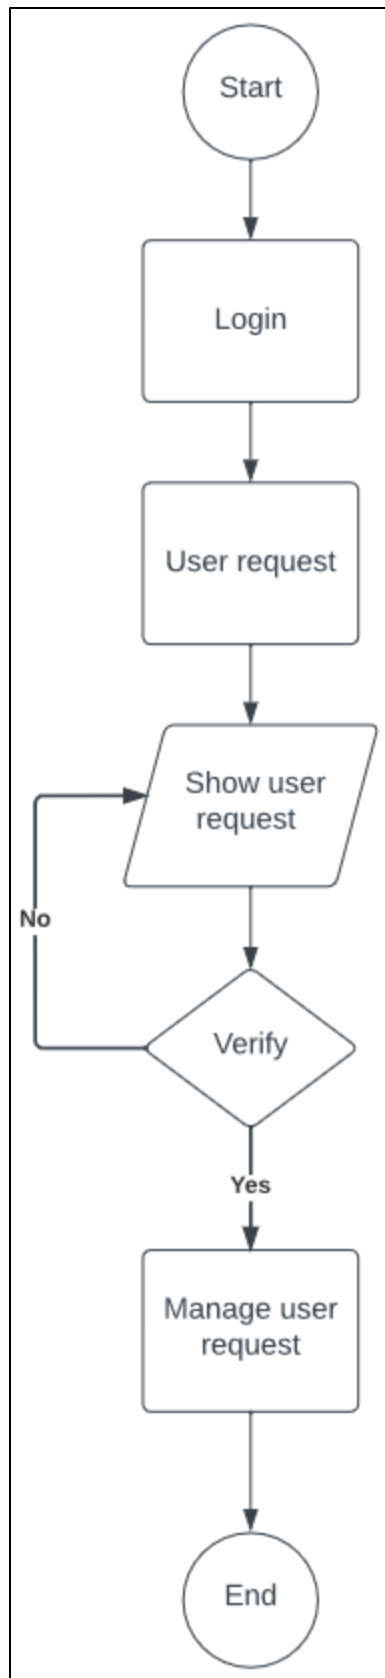 Start
Login
User request
Show user
request
No
Verify
Yes
Manage user
request
End